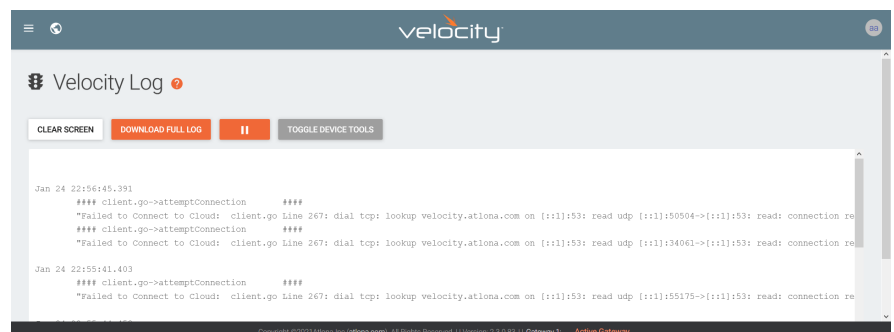 velocity
aa
Velocity Log ?
CLEAR SCREEN DOWNLOAD FULL LOG TOGGLE DEVICE TOOLS
Jan 24 22:56:45.391
#### client.go->attemptConnection ####
"Failed to Connect to Cloud: client.go Line 267: dial tcp: lookup velocity.atlona.com on [::1]:53: read udp [::1]:50504->[::1]:53: read: connection re
#### client.go->attemptConnection ####
"Failed to Connect to Cloud: client.go Line 267: dial tcp: lookup velocity.atlona.com on [::1]:53: read udp [::1]:34061->[::1]:53: read: connection re
Jan 24 22:55:41.403
#### client.go->attemptConnection ####
"Failed to Connect to Cloud: client.go Line 267: dial tcp: lookup velocity.atlona.com on [::1]:53: read udp [::1]:55175->[::1]:53: read: connection re